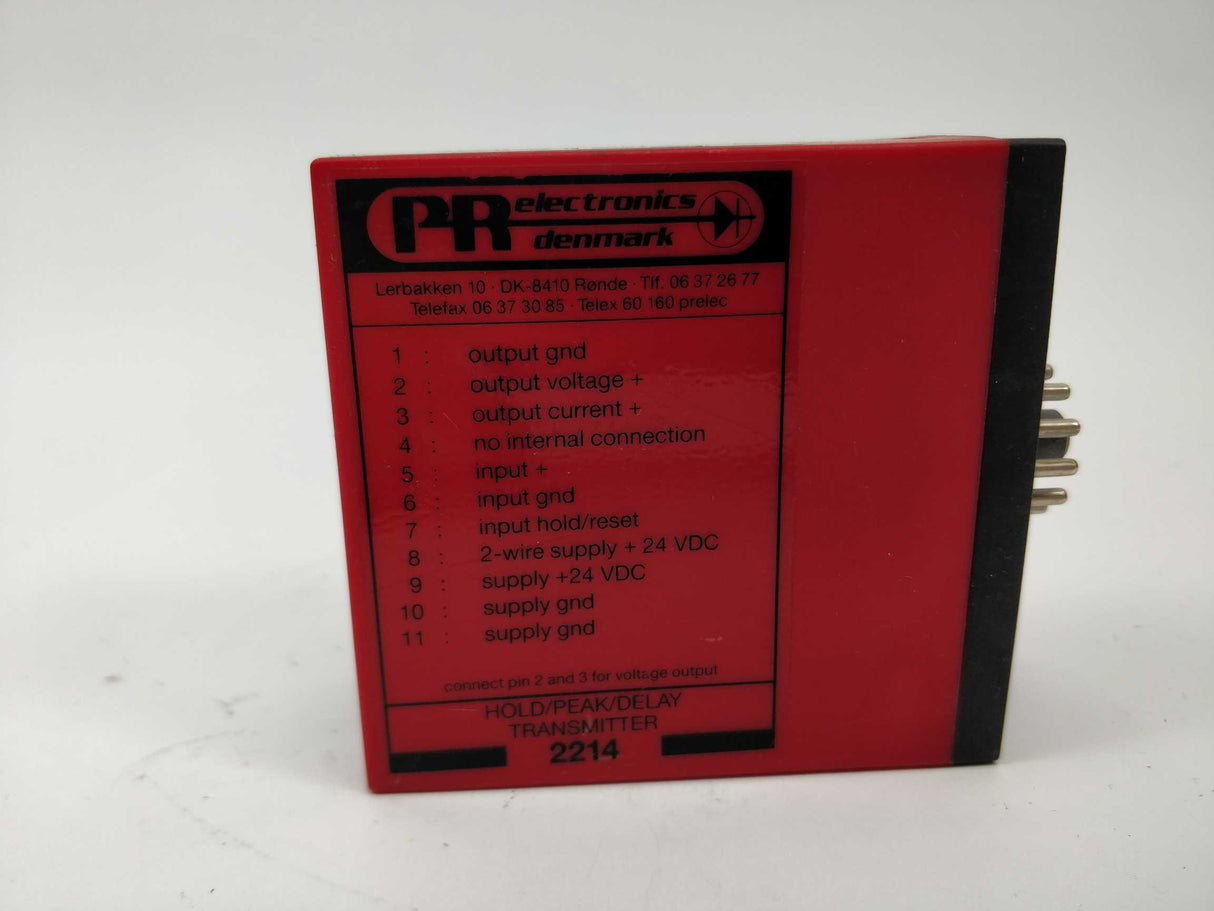 PR electronics
denmark
Lerbakken 10 · DK-8410 Rønde · Tlf. 06 37 26 77
Telefax 06 37 30 85 · Telex 60 160 prelec
1 : output gnd
2 : output voltage +
3 : output current +
4 : no internal connection
5 : input +
6 : input gnd
7 : input hold/reset
8 : 2-wire supply + 24 VDC
9 : supply +24 VDC
10 : supply gnd
11 : supply gnd
connect pin 2 and 3 for voltage output
HOLD/PEAK/DELAY
TRANSMITTER
2214